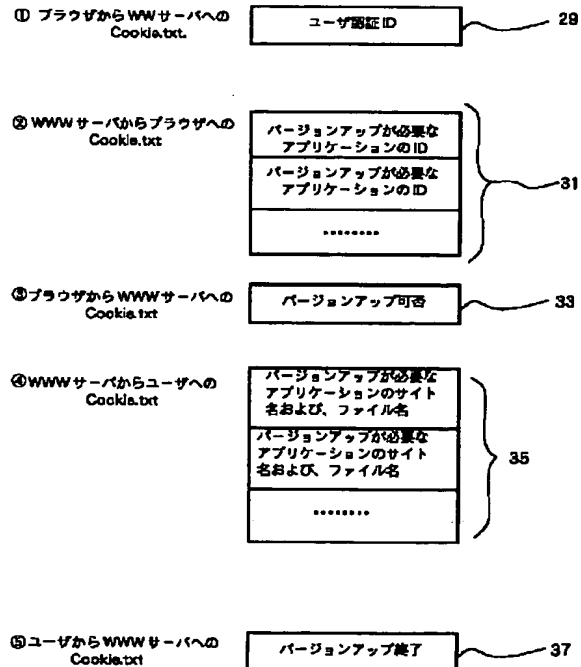 ① ブラウザからWWサーバへの
Cookie.txt.
ユーザ認証ID
29
② WWWサーバからブラウザへの
Cookie.txt
バージョンアップが必要な
アプリケーションのID
バージョンアップが必要な
アプリケーションのID
………
31
③ブラウザからWWWサーバへの
Cookie.txt
バージョンアップ可否
33
④WWWサーバからユーザへの
Cookie.txt
バージョンアップが必要な
アプリケーションのサイト
名および、ファイル名
バージョンアップが必要な
アプリケーションのサイト
名および、ファイル名
………
35
⑤ユーザからWWWサーバへの
Cookie.txt
バージョンアップ終了
37